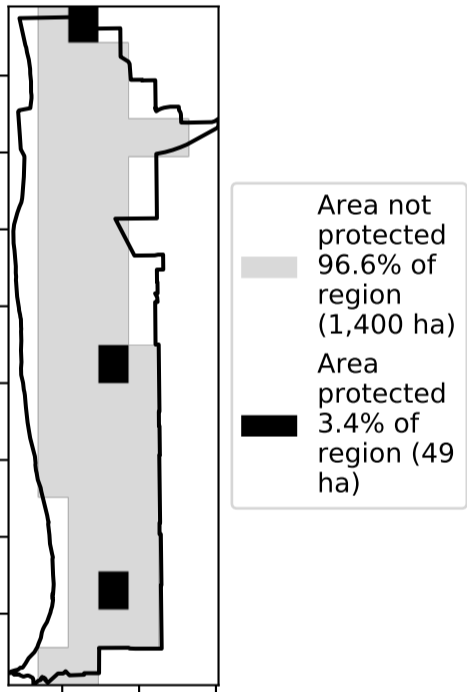 Area not
protected
96.6% of
region
(1,400 ha)
Area
protected
3.4% of
region (49
ha)